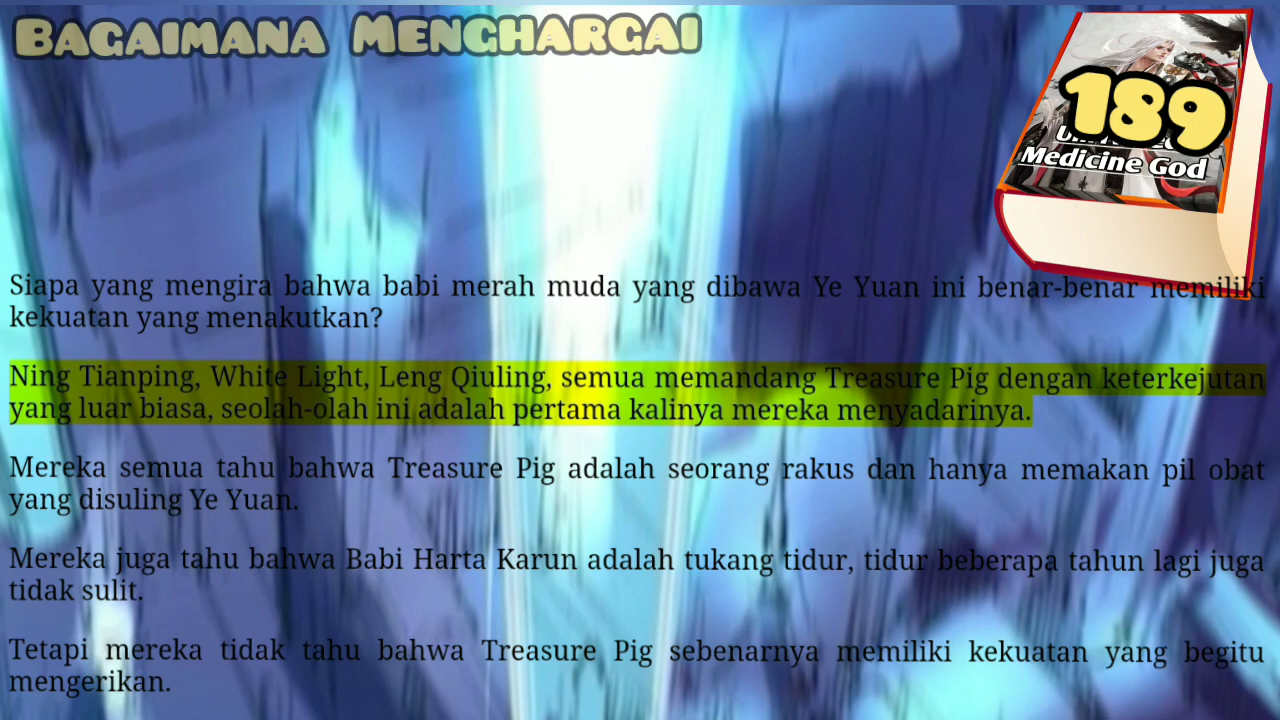 Bagaimana Menghargai
189
Medicine God
Siapa yang mengira bahwa babi merah muda yang dibawa Ye Yuan ini benar-benar memiliki
kekuatan yang menakutkan?
Ning Tianping, White Light, Leng Qiuling, semua memandang Treasure Pig dengan keterkejutan
yang luar biasa, seolah-olah ini adalah pertama kalinya mereka menyadarinya.
Mereka semua tahu bahwa Treasure Pig adalah seorang rakus dan hanya memakan pil obat
yang disuling Ye Yuan.
Mereka juga tahu bahwa Babi Harta Karun adalah tukang tidur, tidur beberapa tahun lagi juga
tidak sulit.
Tetapi mereka tidak tahu bahwa Treasure Pig sebenarnya memiliki kekuatan yang begitu
mengerikan.